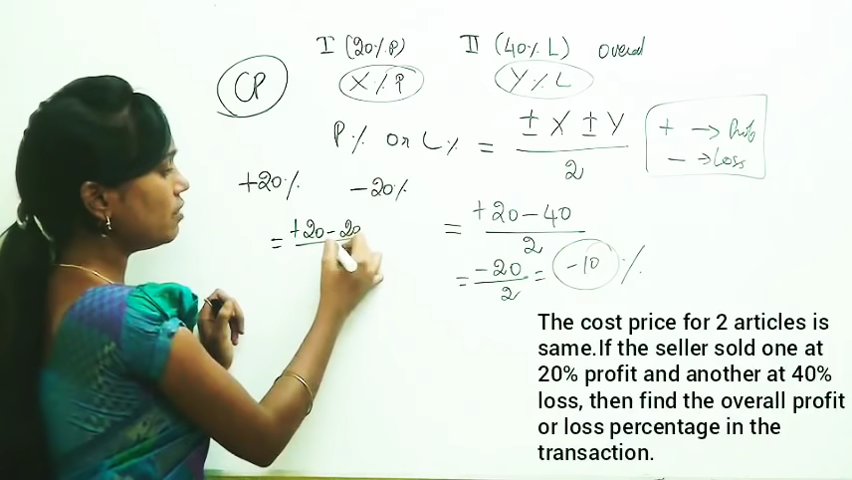 I (20% P) II (40% L) Overall
CP X% P Y% L
P% or L% = ± X ± Y / 2
+ → Profit
- → Loss
+20% -20%
= +20-20
= +20-40 / 2
= -20 / 2 = -10 %
The cost price for 2 articles is
same.If the seller sold one at
20% profit and another at 40%
loss, then find the overall profit
or loss percentage in the
transaction.